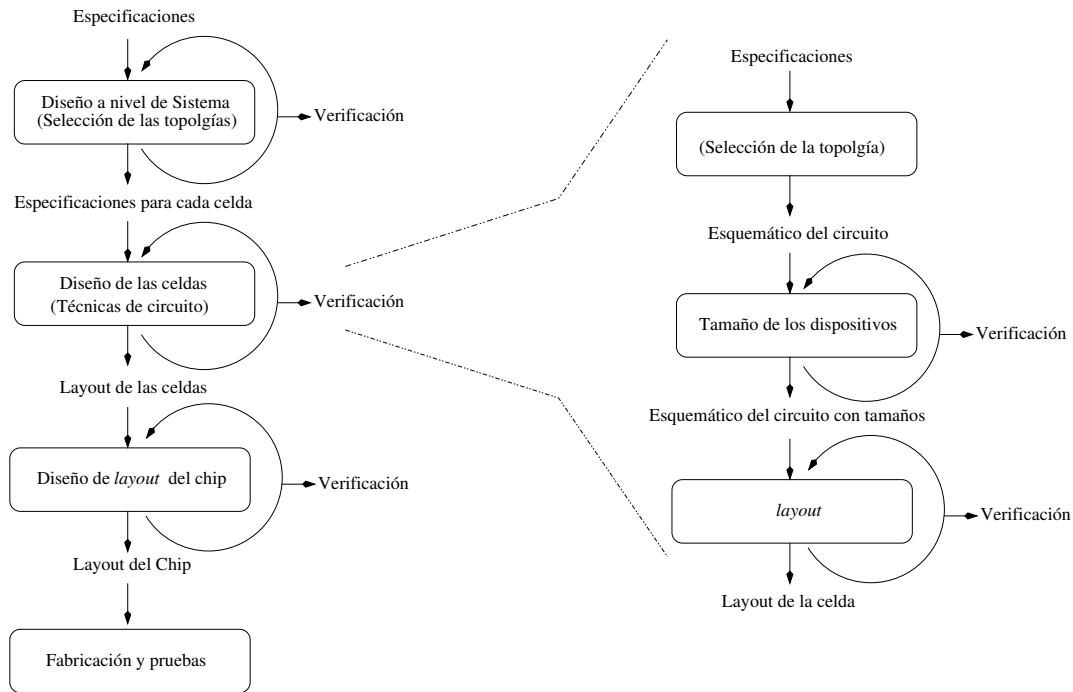 Especificaciones
Diseño a nivel de Sistema
(Selección de las topolgías)
Verificación
Especificaciones para cada celda
Diseño de las celdas
(Técnicas de circuito)
Verificación
Layout de las celdas
Diseño de layout del chip
Verificación
Layout del Chip
Fabricación y pruebas
Especificaciones
(Selección de la topolgía)
Esquemático del circuito
Tamaño de los dispositivos
Verificación
Esquemático del circuito con tamaños
layout
Verificación
Layout de la celda